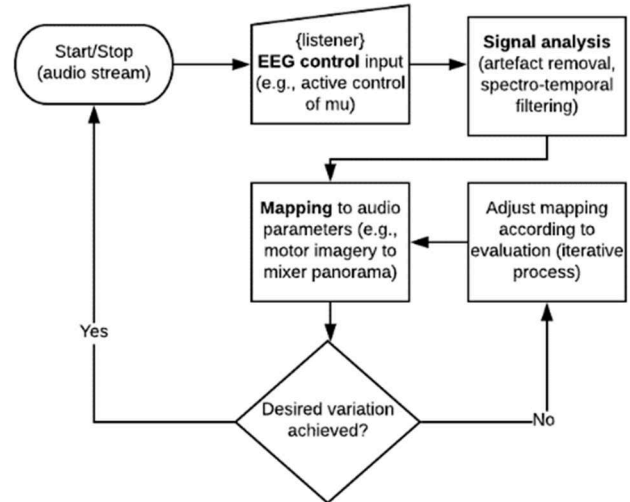 Start/Stop
(audio stream)
{listener}
EEG control input
(e.g., active control
of mu)
Signal analysis
(artefact removal,
spectro-temporal
filtering)
Mapping to audio
parameters (e.g.,
motor imagery to
mixer panorama)
Adjust mapping
according to
evaluation (iterative
process)
Yes
Desired variation
achieved?
No